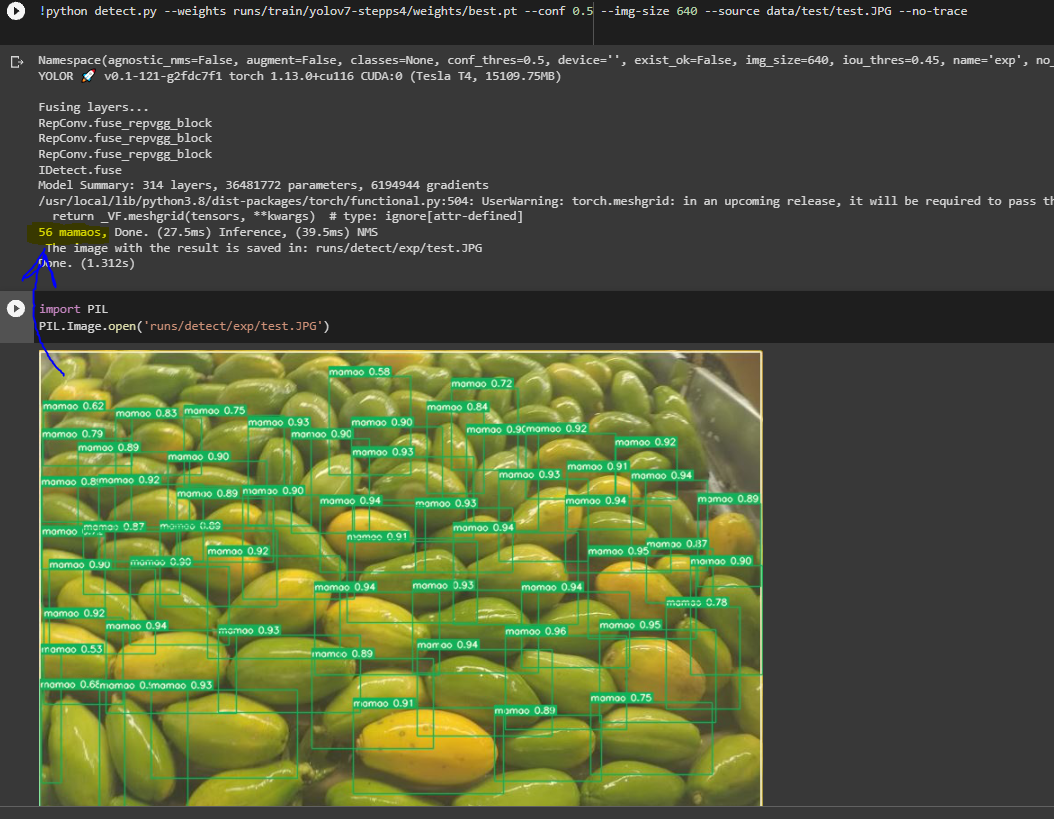 !python detect.py --weights runs/train/yolov7-stepps4/weights/best.pt --conf 0.5 --img-size 640 --source data/test/test.JPG --no-trace
Namespace(agnostic_nms=False, augment=False, classes=None, conf_thres=0.5, device='', exist_ok=False, img_size=640, iou_thres=0.45, name='exp', no_
YOLOR 🚀 v0.1-121-g2fdc7f1 torch 1.13.0+cu116 CUDA:0 (Tesla T4, 15109.75MB)
Fusing layers...
RepConv.fuse_repvgg_block
RepConv.fuse_repvgg_block
RepConv.fuse_repvgg_block
IDetect.fuse
Model Summary: 314 layers, 36481772 parameters, 6194944 gradients
/usr/local/lib/python3.8/dist-packages/torch/functional.py:504: UserWarning: torch.meshgrid: in an upcoming release, it will be required to pass th
return _VF.meshgrid(tensors, **kwargs)  # type: ignore[attr-defined]
56 mamaos, Done. (27.5ms) Inference, (39.5ms) NMS
The image with the result is saved in: runs/detect/exp/test.JPG
Done. (1.312s)
import PIL
PIL.Image.open('runs/detect/exp/test.JPG')
mamao 0.58
mamao 0.72
mamao 0.62
mamao 0.83
mamao 0.75
mamao 0.84
mamao 0.93
mamao 0.90
mamao 0.90
mamao 0.92
mamao 0.79
mamao 0.90
mamao 0.92
mamao 0.89
mamao 0.93
mamao 0.90
mamao 0.91
mamao 0.93
mamao 0.94
mamao
mamao 0.92
mamao 0.89
mamao 0.90
mamao 0.94
mamao 0.93
mamao 0.94
mamao 0.89
mamao
mamao 0.87
mamao 0.89
mamao 0.94
mamao 0.91
mamao 0.92
mamao 0.95
mamao 0.87
mamao 0.90
mamao 0.90
mamao 0.90
mamao 0.94
mamao 0.93
mamao 0.94
mamao 0.78
mamao 0.92
mamao 0.94
mamao 0.93
mamao 0.96
mamao 0.95
mamao 0.53
mamao 0.89
mamao 0.94
mamao
mamao
mamao 0.93
mamao 0.91
mamao 0.89
mamao 0.75